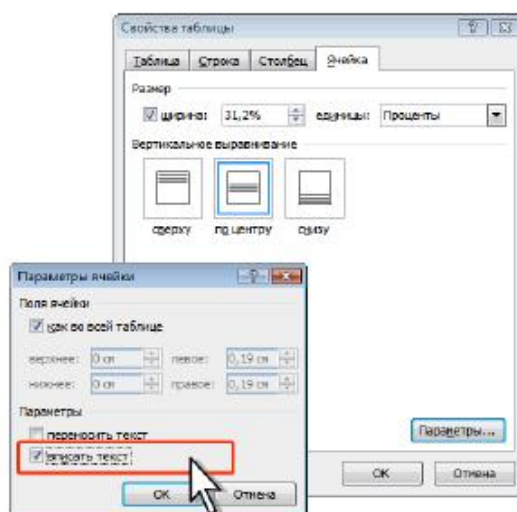 Свойства таблицы
Таблица Строка Столбец Ячейка
Размер
ширина: 31,2% единицы: Проценты
Вертикальное выравнивание
сверху по центру снизу
Параметры ячейки
Поля ячейки
Как во всей таблице
верхнее: 0 см левое: 0,19 см
нижнее: 0 см правое: 0,19 см
Параметры
переносить текст
вписать текст
Параметры...
ОК Отмена
ОК Отмена